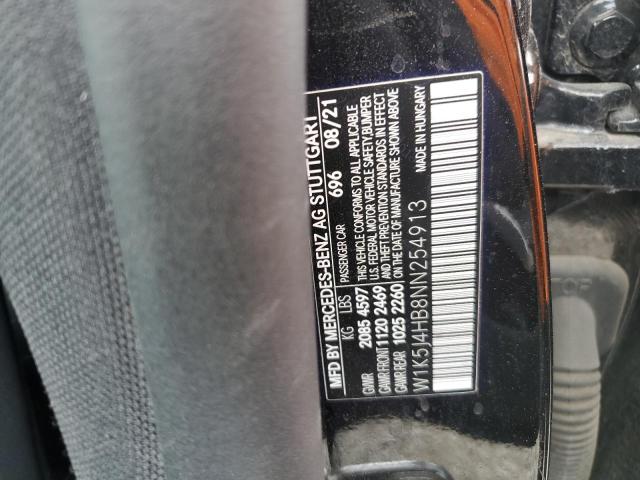 MFD BY MERCEDES-BENZ AG STUTTGART
PASSENGER CAR 696 08/21
KG LBS
GVWR 2085 4597
GAWR FRONT 1120 2469
GAWR REAR 1025 2260
THIS VEHICLE CONFORMS TO ALL APPLICABLE
U.S. FEDERAL MOTOR VEHICLE SAFETY, BUMPER
AND THEFT PREVENTION STANDARDS IN EFFECT
ON THE DATE OF MANUFACTURE SHOWN ABOVE
MADE IN HUNGARY
W1K5J4HB8NN254913